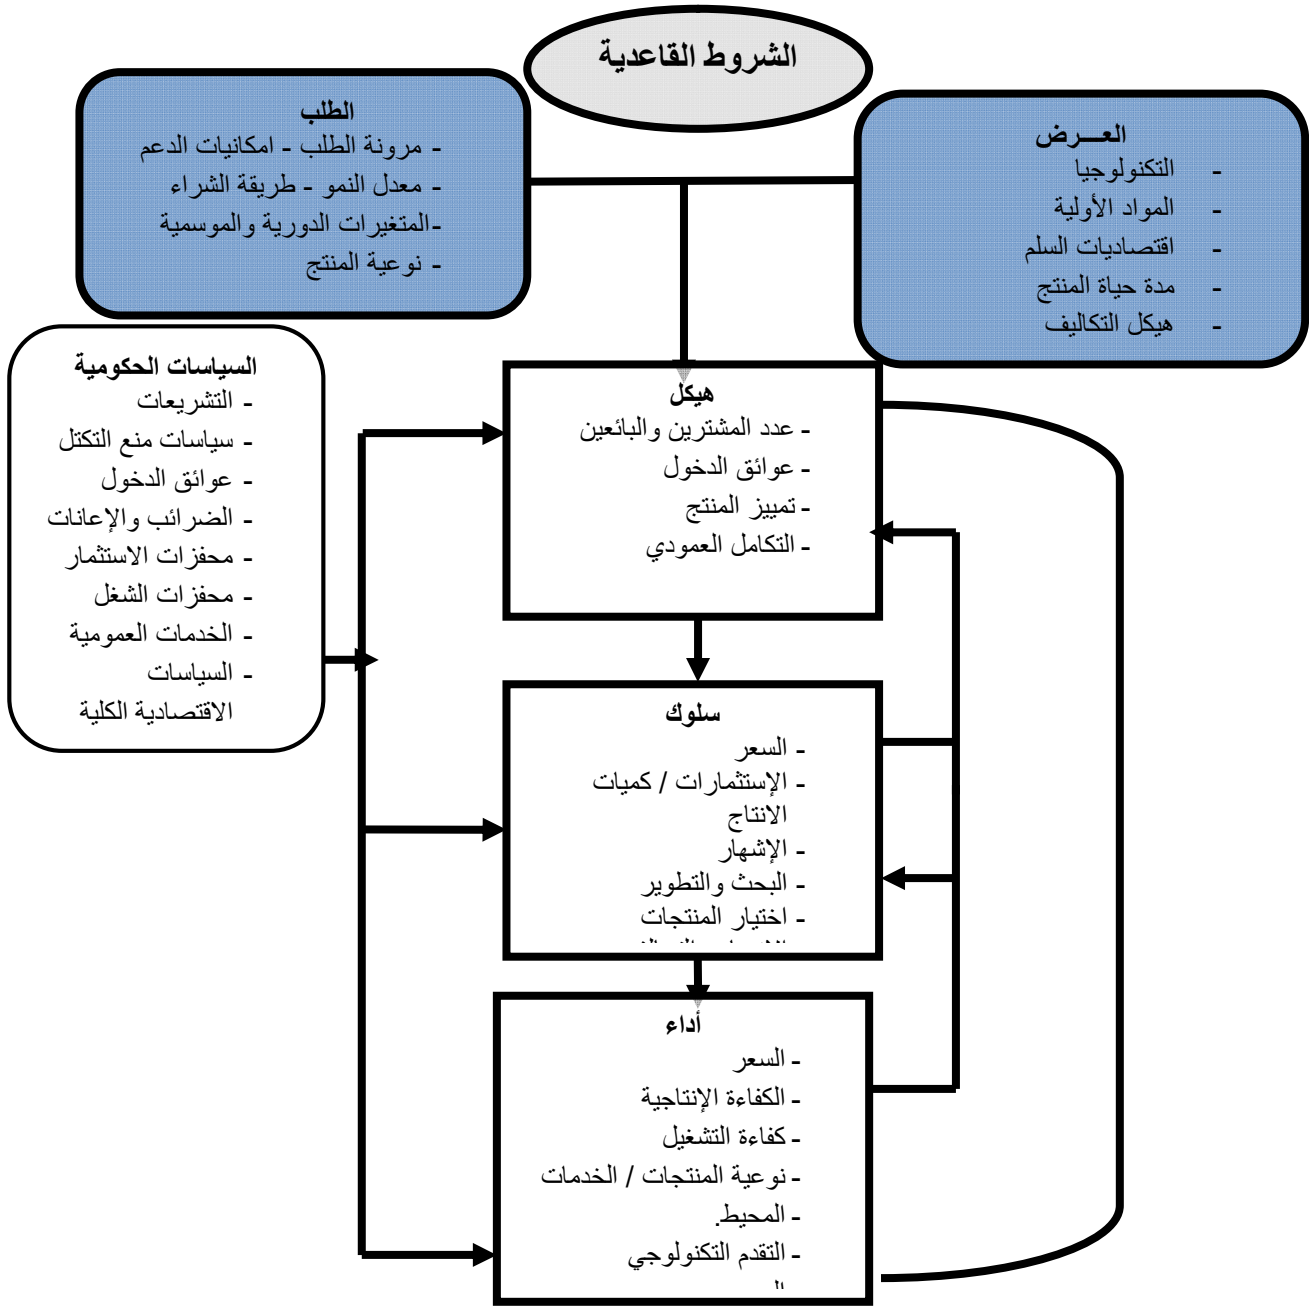 الشروط القاعدية
العـــرض
- التكنولوجيا
- المواد الأولية
- اقتصاديات السلم
- مدة حياة المنتج
- هيكل التكاليف
الطلب
- مرونة الطلب - امكانيات الدعم
- معدل النمو - طريقة الشراء
-المتغيرات الدورية والموسمية
- نوعية المنتج
السياسات الحكومية
- التشريعات
- سياسات منع التكتل
- عوائق الدخول
- الضرائب والإعانات
- محفزات الاستثمار
- محفزات الشغل
- الخدمات العمومية
- السياسات
الاقتصادية الكلية
هيكل
- عدد المشترين والبائعين
- عوائق الدخول
- تمييز المنتج
- التكامل العمودي
سلوك
- السعر
- الإستثمارات / كميات
الانتاج
- الإشهار
- البحث والتطوير
- اختيار المنتجات
أداء
- السعر
- الكفاءة الإنتاجية
- كفاءة التشغيل
- نوعية المنتجات / الخدمات
- المحيط.
- التقدم التكنولوجي